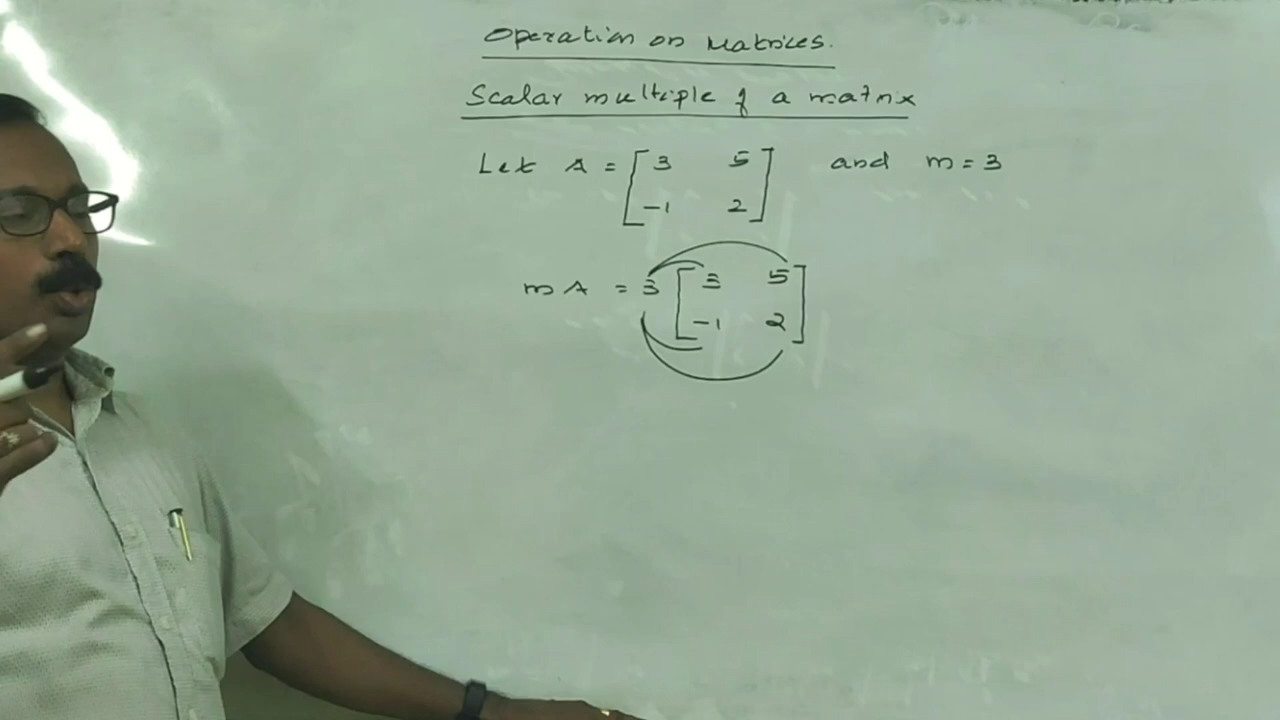 Operation on Matrices.
Scalar multiple of a matrix
Let A = [ 3 5 ] and m = 3
[ -1 2 ]
m A = 3 [ 3 5 ]
[ -1 2 ]